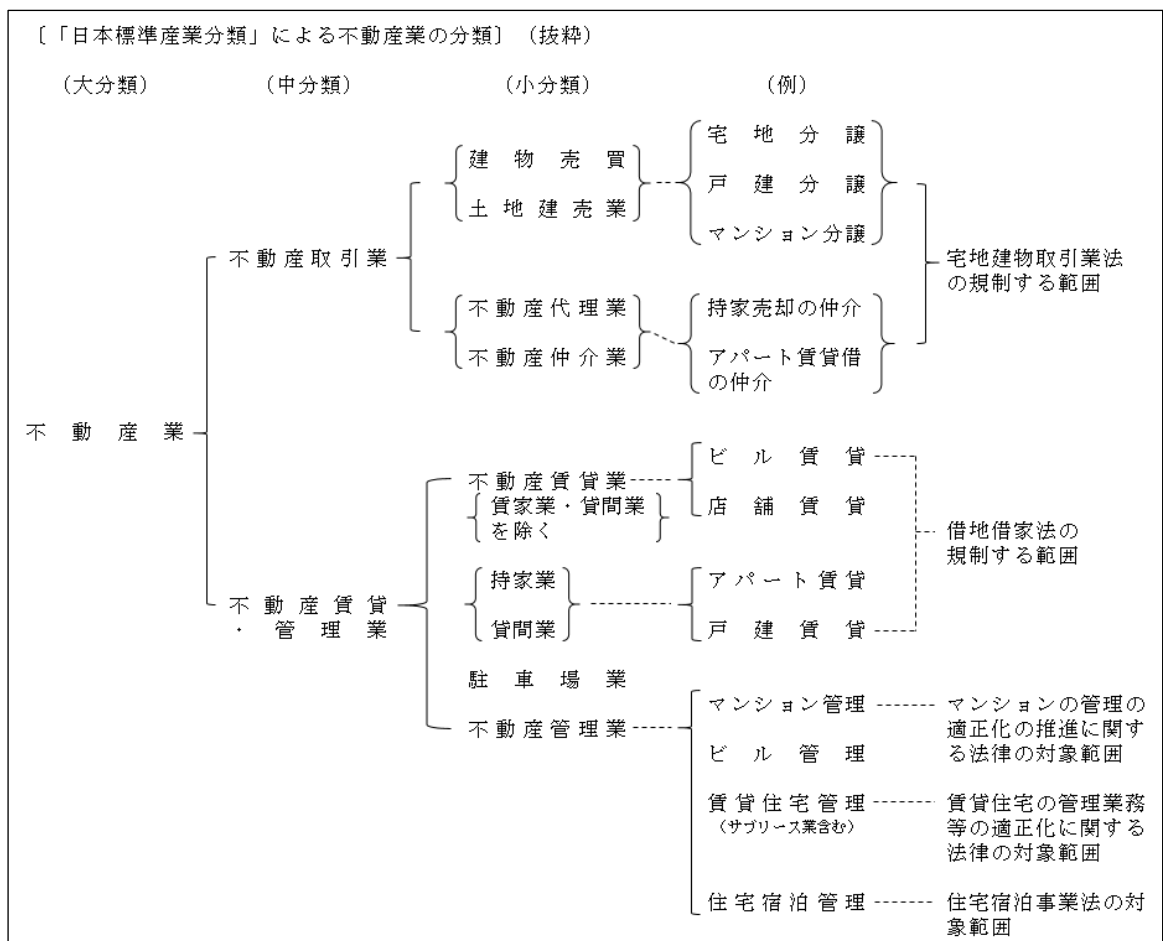 〔「日本標準産業分類」による不動産業の分類〕（抜粋）
（大分類）　（中分類）　（小分類）　（例）
宅地分譲
建物売買
戸建分譲
土地建売業
マンション分譲
不動産取引業
宅地建物取引業法
の規制する範囲
不動産代理業
持家売却の仲介
不動産仲介業
アパート賃貸借
の仲介
不動産業
ビル賃貸
不動産賃貸業
賃家業・貸間業
を除く
店舗賃貸
借地借家法の
規制する範囲
持家業
アパート賃貸
不動産賃貸
・管理業
貸間業
戸建賃貸
駐車場業
マンション管理
マンションの管理の
適正化の推進に関す
る法律の対象範囲
不動産管理業
ビル管理
賃貸住宅管理
（サブリース業含む）
賃貸住宅の管理業務
等の適正化に関する
法律の対象範囲
住宅宿泊管理
住宅宿泊事業法の対
象範囲